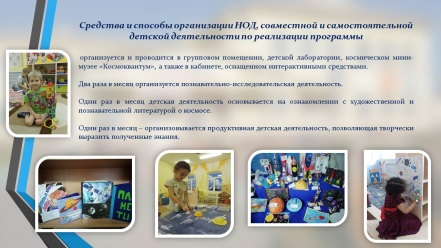 Средства и способы организации НОД, совместной и самостоятельной
детской деятельности по реализации программы
организуется и проводится в групповом помещении, детской лаборатории, космическом мини-
музее «Космоквантум», а также в кабинете, оснащенном интерактивными средствами.
Два раза в месяц организуется познавательно-исследовательская деятельность.
Один раз в месяц детская деятельность основывается на ознакомлении с художественной и
познавательной литературой о космосе.
Один раз в месяц – организовывается продуктивная детская деятельность, позволяющая творчески
выразить полученные знания.